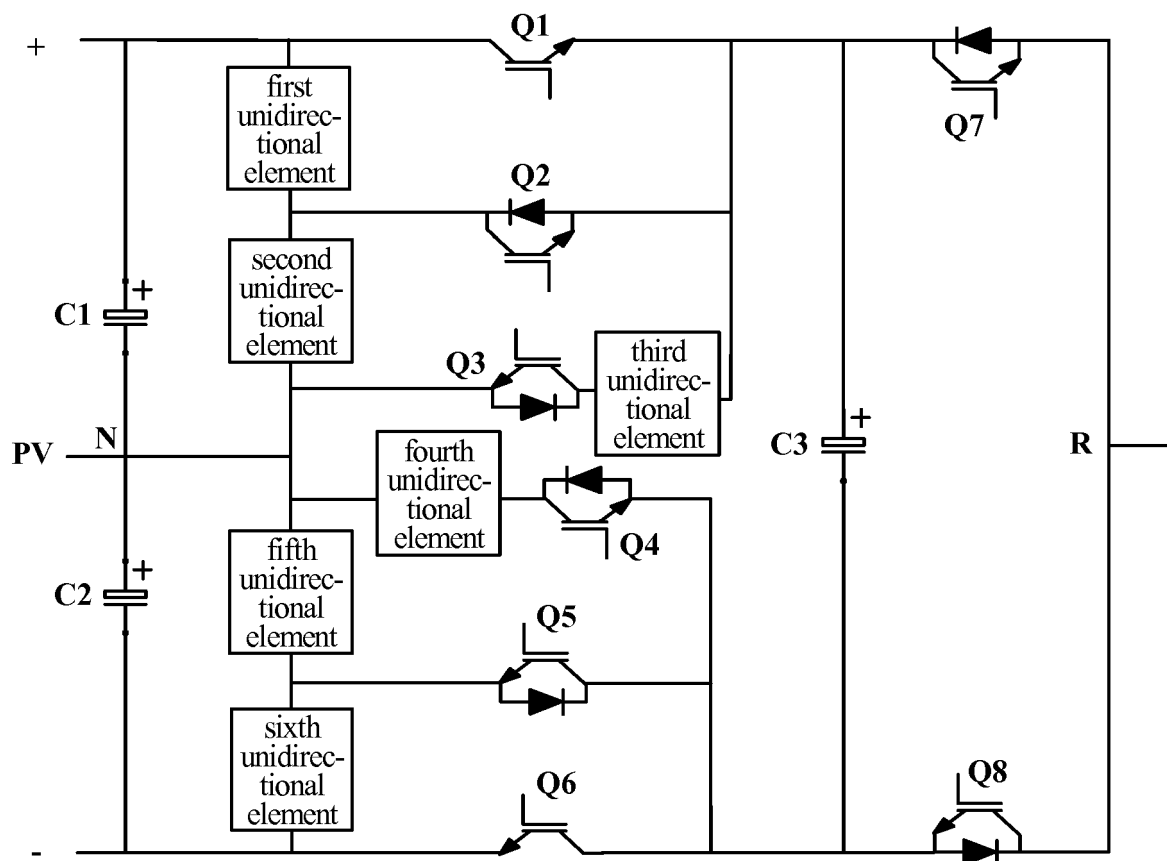 +
Q1
first
unidirec-
tional
element
Q7
Q2
second
unidirec-
tional
element
+
C1
Q3
third
unidirec-
tional
element
+
C3
PV
N
R
fourth
unidirec-
tional
element
Q4
fifth
unidirec-
tional
element
+
C2
Q5
sixth
unidirec-
tional
element
Q6
Q8
-